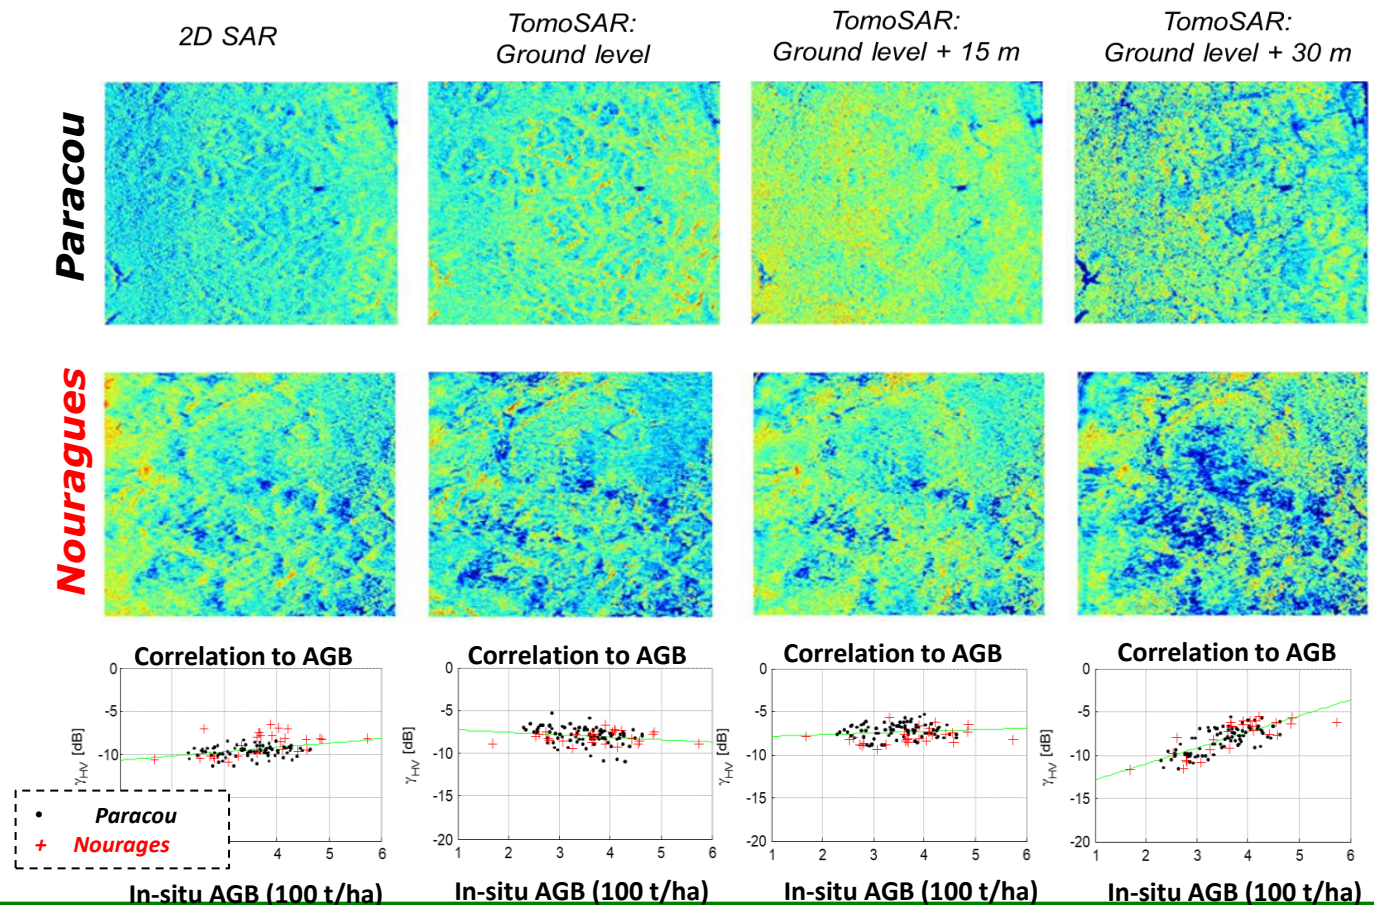 2D SAR
TomoSAR:
Ground level
TomoSAR:
Ground level + 15 m
TomoSAR:
Ground level + 30 m
Paracou
Nouragues
Correlation to AGB
Correlation to AGB
Correlation to AGB
Correlation to AGB
0
-5
-10
γHV [dB]
4
5
6
0
-5
-10
-15
-20
γHV [dB]
1
2
3
4
5
6
0
-5
-10
-15
-20
γHV [dB]
1
2
3
4
5
6
0
-5
-10
-15
-20
γHV [dB]
1
2
3
4
5
6
• Paracou
+ Nourages
In-situ AGB (100 t/ha)
In-situ AGB (100 t/ha)
In-situ AGB (100 t/ha)
In-situ AGB (100 t/ha)